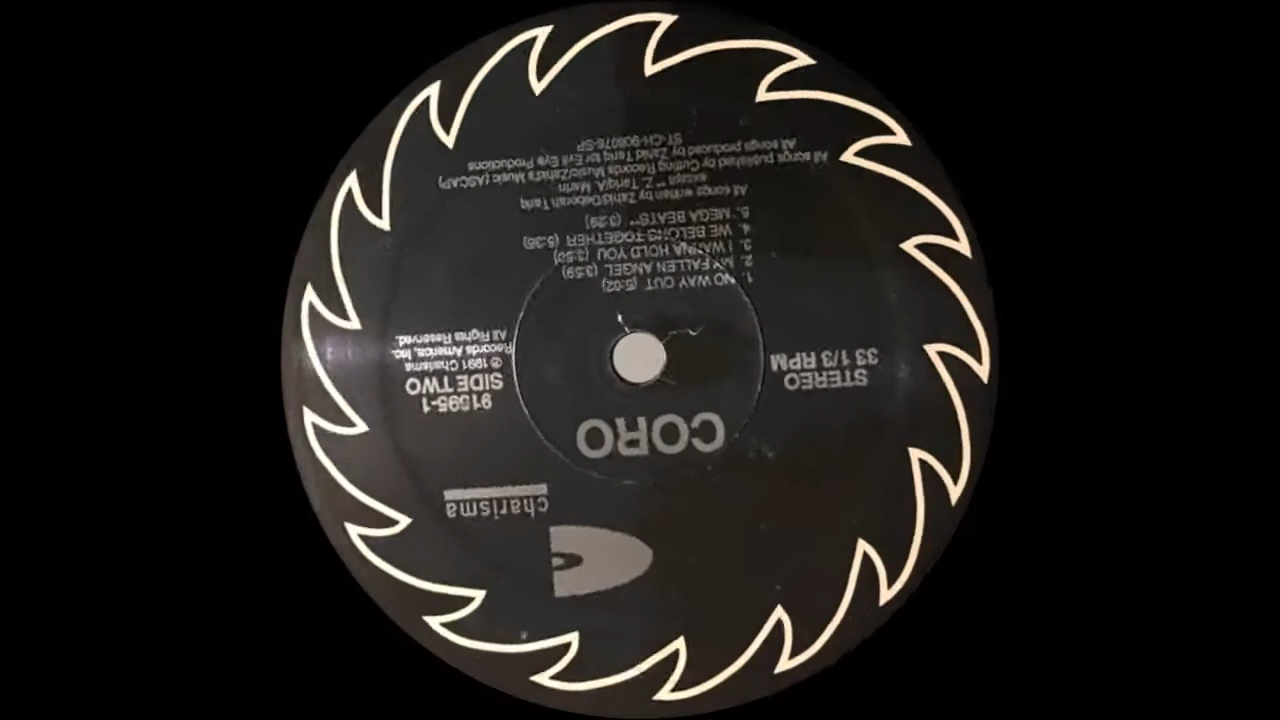 charisma
CORO
STEREO
33 1/3 RPM
91595-1
SIDE TWO
℗ 1991 Charisma
Records America, Inc.
All Rights Reserved.
1. NO WAY OUT (5:02)
2. MY FALLEN ANGEL (3:59)
3. I WANNA HOLD YOU (3:50)
4. WE BELONG TOGETHER (5:36)
5. MEGA BEATS** (3:29)
All songs written by Zahid/Deborah Tariq
except ** Z. Tariq/A. Marin
All songs published by Cutting Records Music/Zahid's Music (ASCAP)
All songs produced by Zahid Tariq for Evil Eye Productions
ST-CH-908076-SP